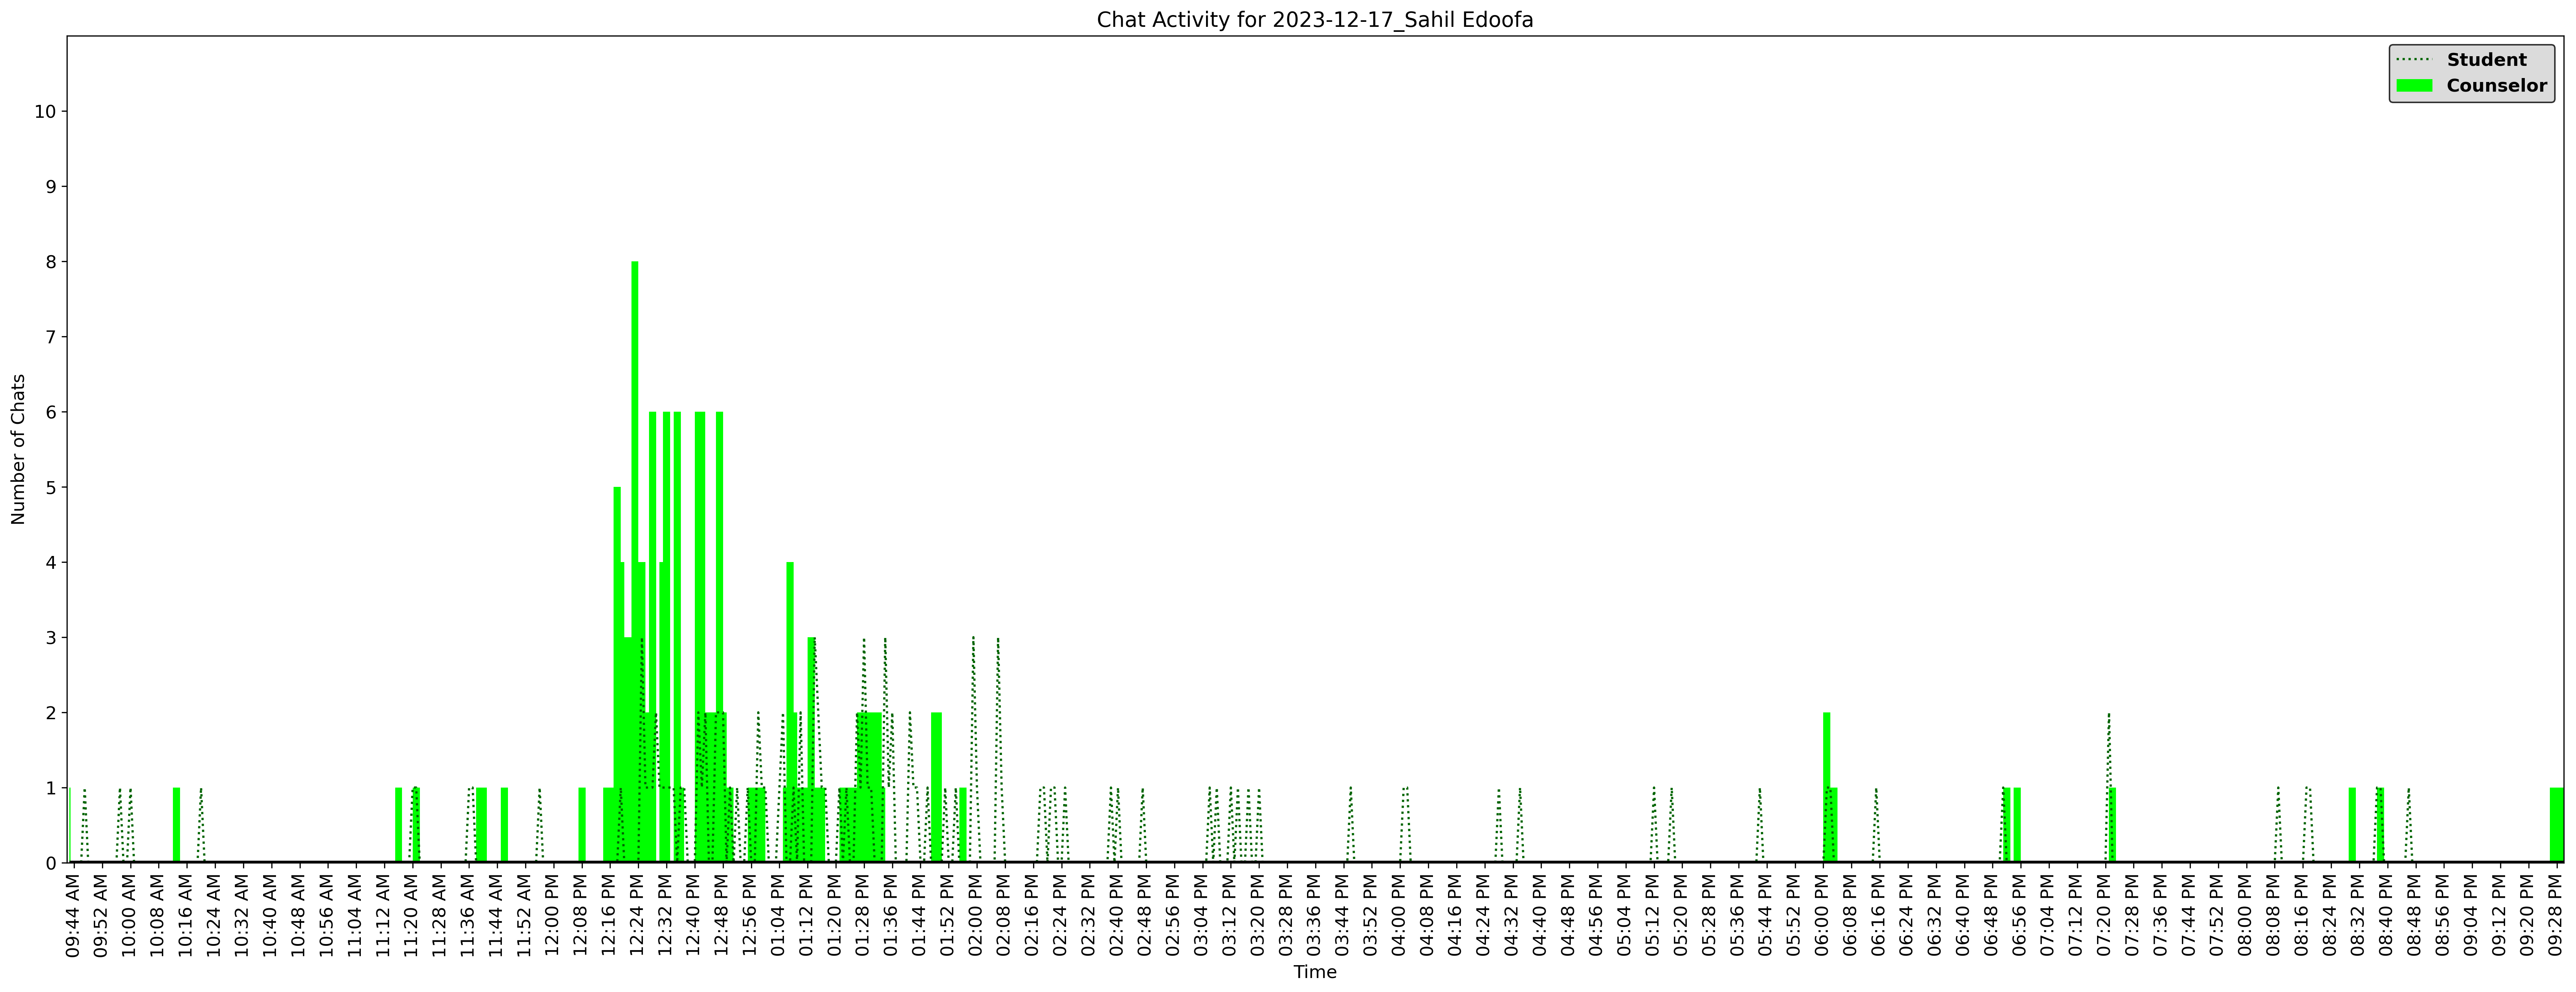 Chat Activity for 2023-12-17_Sahil Edoofa
Student
Counselor
Number of Chats
10
9
8
7
6
5
4
3
2
1
0
09:44 AM
09:52 AM
10:00 AM
10:08 AM
10:16 AM
10:24 AM
10:32 AM
10:40 AM
10:48 AM
10:56 AM
11:04 AM
11:12 AM
11:20 AM
11:28 AM
11:36 AM
11:44 AM
11:52 AM
12:00 PM
12:08 PM
12:16 PM
12:24 PM
12:32 PM
12:40 PM
12:48 PM
12:56 PM
01:04 PM
01:12 PM
01:20 PM
01:28 PM
01:36 PM
01:44 PM
01:52 PM
02:00 PM
02:08 PM
02:16 PM
02:24 PM
02:32 PM
02:40 PM
02:48 PM
02:56 PM
03:04 PM
03:12 PM
03:20 PM
03:28 PM
03:36 PM
03:44 PM
03:52 PM
04:00 PM
04:08 PM
04:16 PM
04:24 PM
04:32 PM
04:40 PM
04:48 PM
04:56 PM
05:04 PM
05:12 PM
05:20 PM
05:28 PM
05:36 PM
05:44 PM
05:52 PM
06:00 PM
06:08 PM
06:16 PM
06:24 PM
06:32 PM
06:40 PM
06:48 PM
06:56 PM
07:04 PM
07:12 PM
07:20 PM
07:28 PM
07:36 PM
07:44 PM
07:52 PM
08:00 PM
08:08 PM
08:16 PM
08:24 PM
08:32 PM
08:40 PM
08:48 PM
08:56 PM
09:04 PM
09:12 PM
09:20 PM
09:28 PM
Time